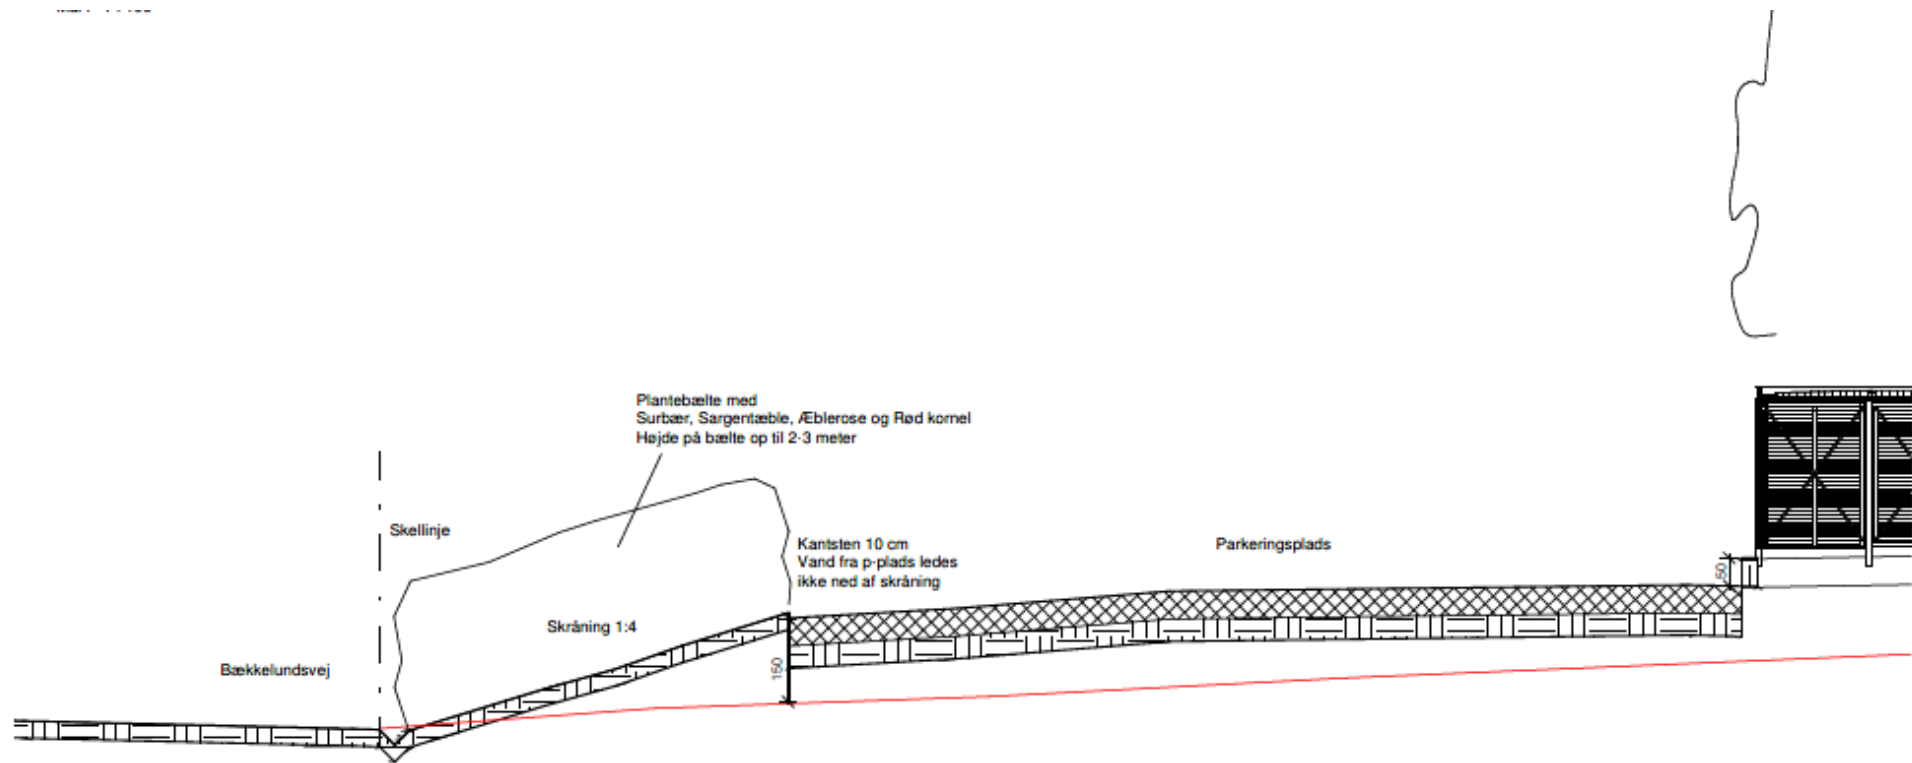 Plantebælte med
Surbær, Sargentæble, Æblerose og Rød kornel
Højde på bælte op til 2-3 meter
Skellinje
Kantsten 10 cm
Vand fra p-plads ledes
ikke ned af skråning
Parkeringsplads
50
Skråning 1:4
Bækkelundsvej
150